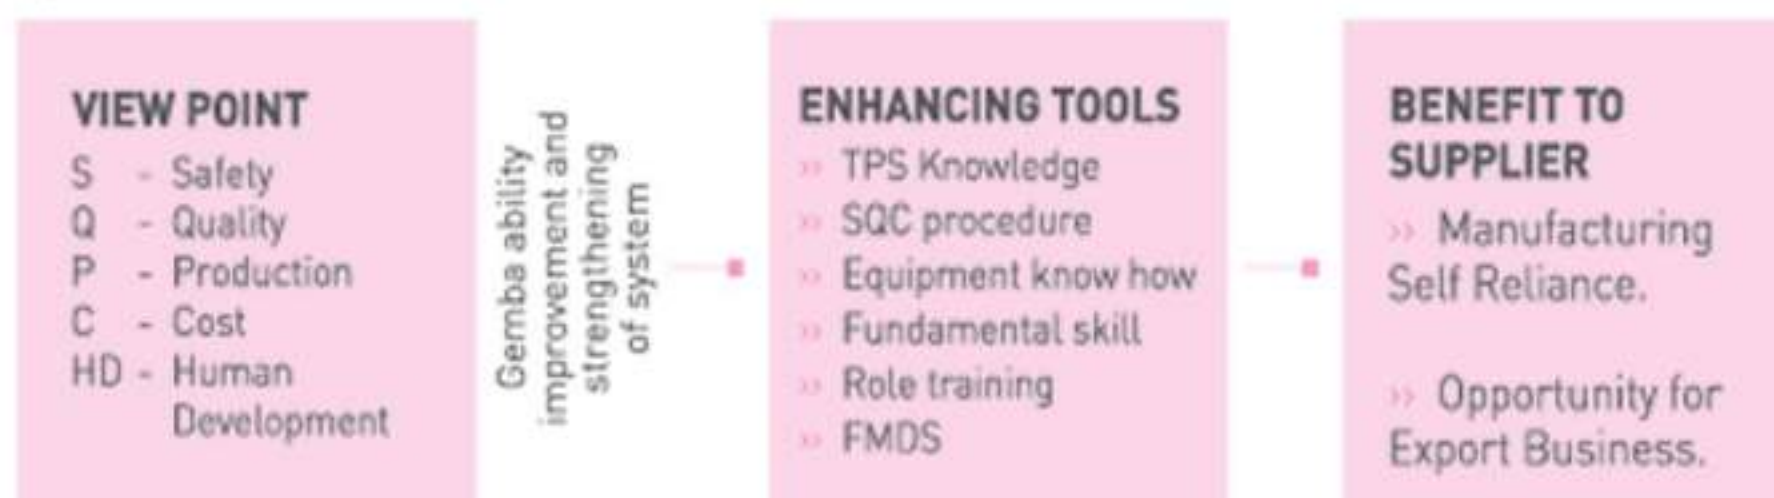 VIEW POINT
S - Safety
Q - Quality
P - Production
C - Cost
HD - Human
Development
Gemba ability
improvement and
strengthening
of system
ENHANCING TOOLS
›› TPS Knowledge
›› SQC procedure
›› Equipment know how
›› Fundamental skill
›› Role training
›› FMDS
BENEFIT TO
SUPPLIER
›› Manufacturing
Self Reliance.
›› Opportunity for
Export Business.